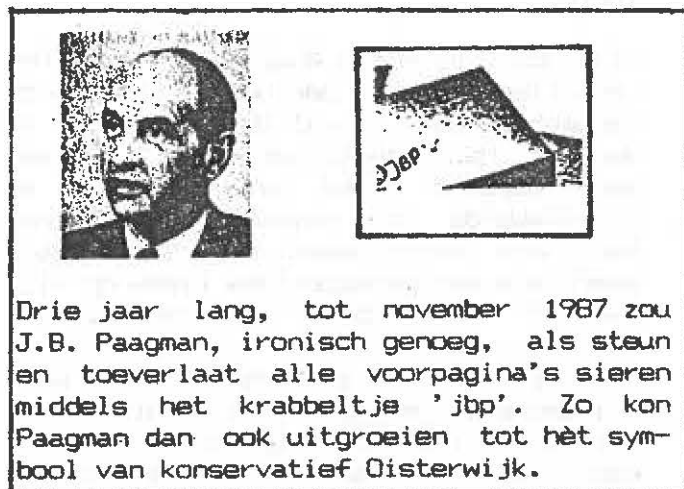 jbp.
Drie jaar lang, tot november 1987 zou
J.B. Paagman, ironisch genoeg, als steun
en toeverlaat alle voorpagina's sieren
middels het krabbeltje 'jbp'. Zo kon
Paagman dan ook uitgroeien tot hèt sym-
bool van konservatief Oisterwijk.